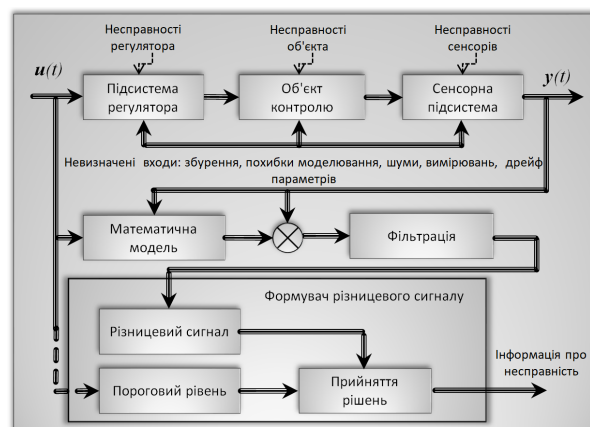 Несправності
регулятора
Несправності
об'єкта
Несправності
сенсорів
u(t)
y(t)
Підсистема
регулятора
Об'єкт
контролю
Сенсорна
підсистема
Невизначені входи: збурення, похибки моделювання, шуми, вимірювань, дрейф
параметрів
Математична
модель
Фільтрація
Формувач різницевого сигналу
Різницевий сигнал
Пороговий рівень
Прийняття
рішень
Інформація про
несправність